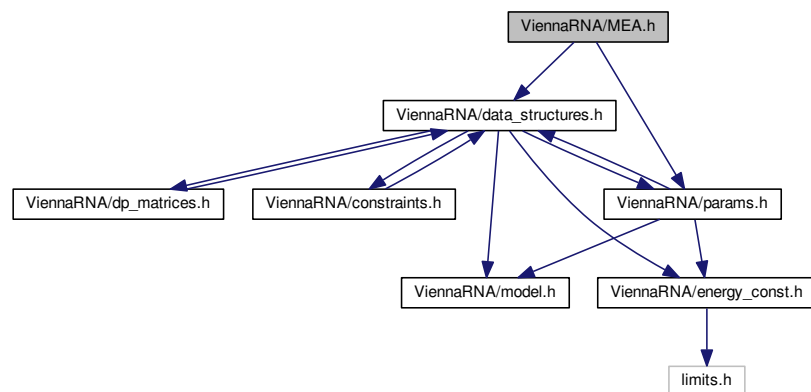 ViennaRNA/MEA.h
ViennaRNA/data_structures.h
ViennaRNA/dp_matrices.h
ViennaRNA/constraints.h
ViennaRNA/params.h
ViennaRNA/model.h
ViennaRNA/energy_const.h
limits.h